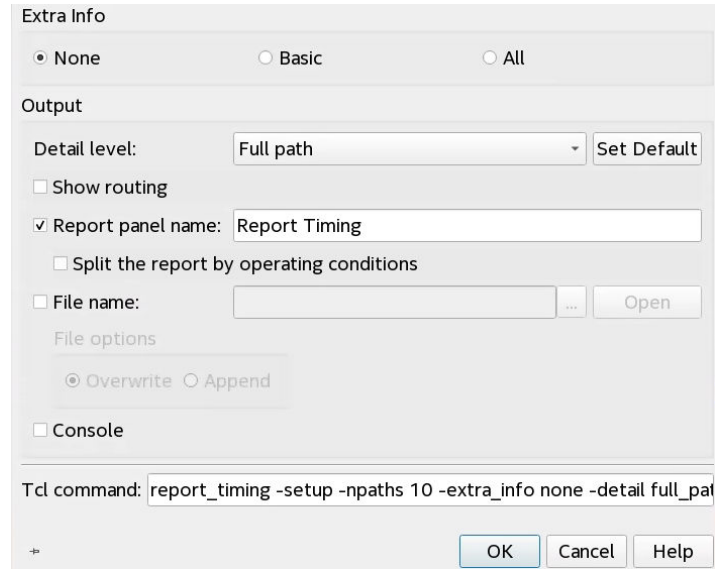 Extra Info
None Basic All
Output
Detail level: Full path Set Default
Show routing
Report panel name: Report Timing
Split the report by operating conditions
File name: ... Open
File options
Overwrite Append
Console
Tcl command: report_timing -setup -npaths 10 -extra_info none -detail full_pat
OK Cancel Help